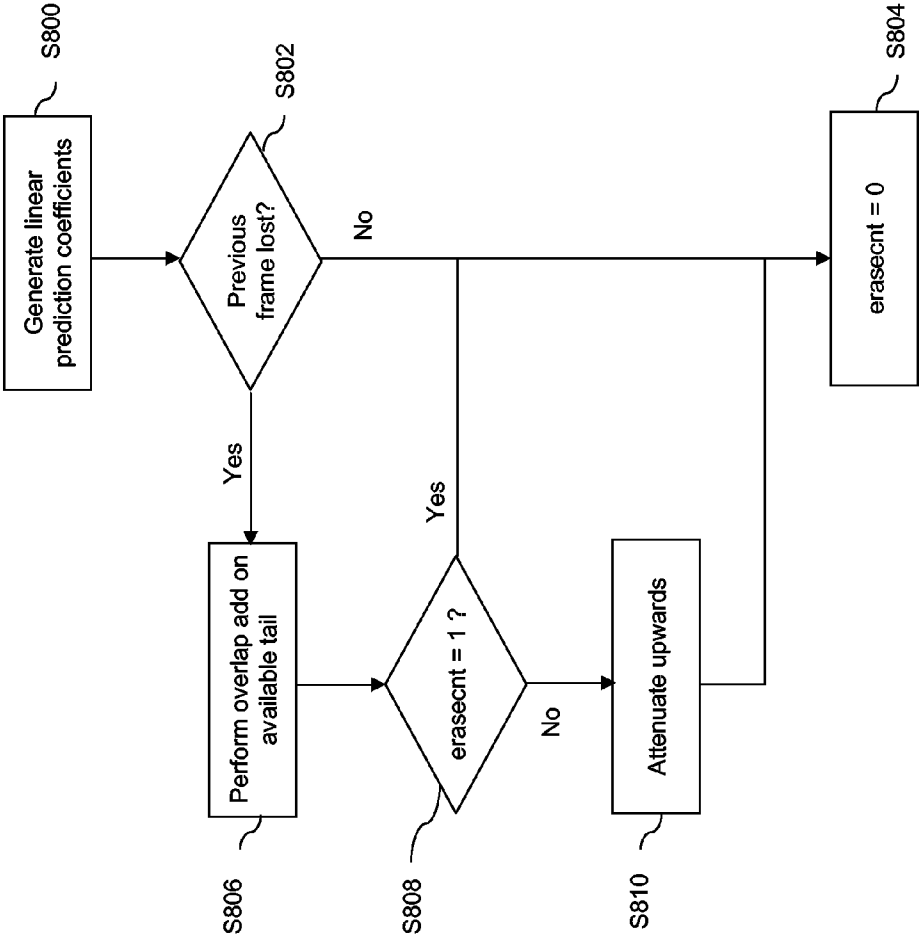 S800
Generate linear
prediction coefficients
S802
Previous
frame lost?
No
Yes
S806
Perform overlap add on
available tail
S808
erasecnt = 1 ?
Yes
No
S810
Attenuate upwards
S804
erasecnt = 0